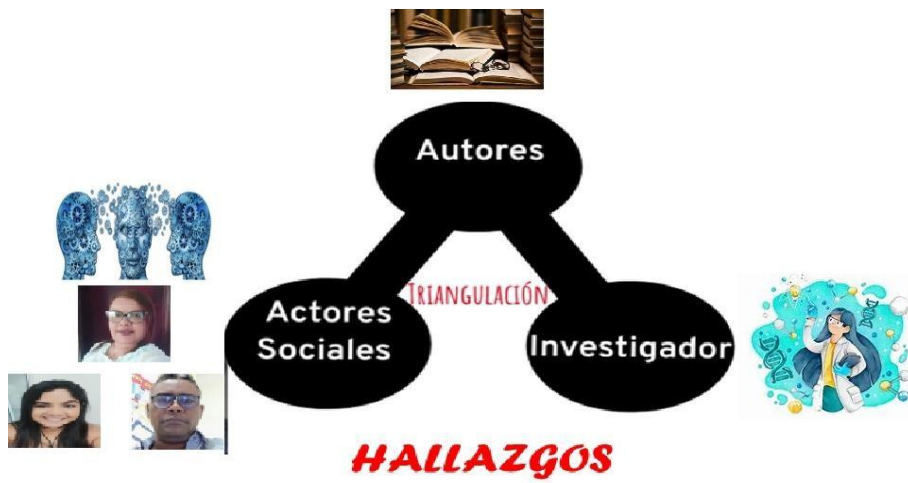 Autores
TRIANGULACIÓN
Actores
Sociales
Investigador
HALLAZGOS